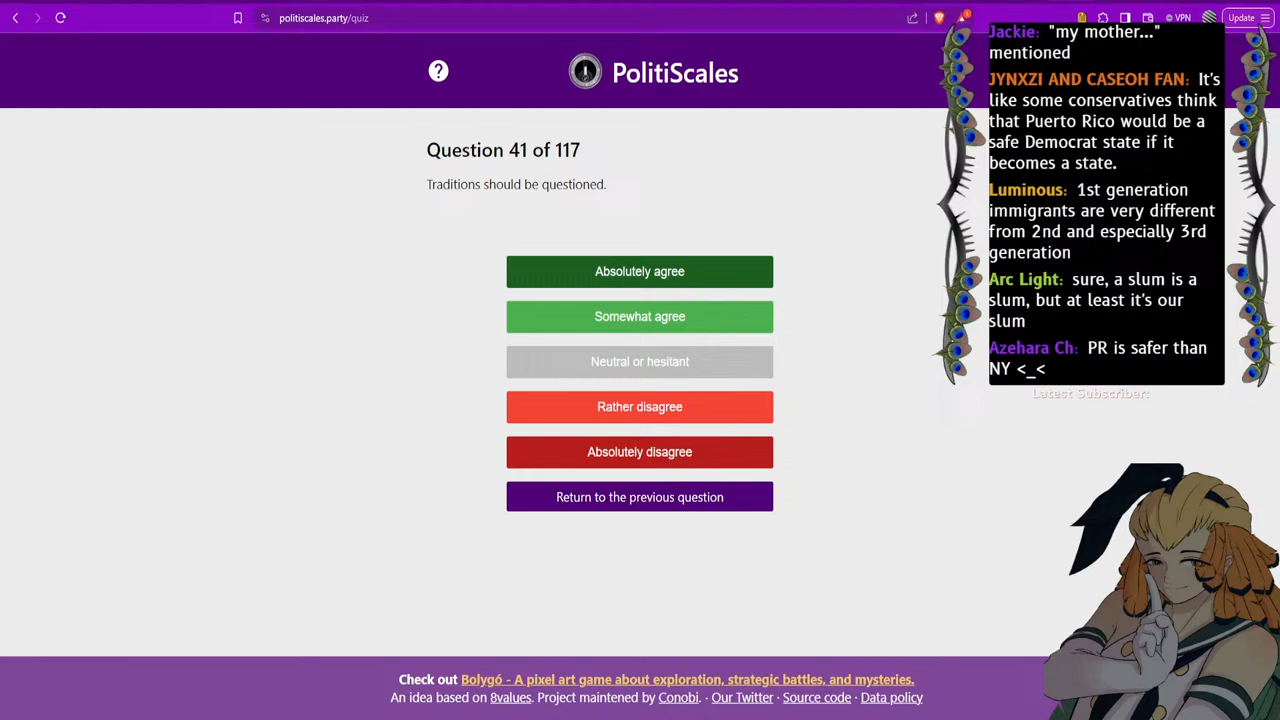 politiscales.party/quiz
VPN
Update
PolitiScales
Question 41 of 117
Traditions should be questioned.
Absolutely agree
Somewhat agree
Neutral or hesitant
Rather disagree
Absolutely disagree
Return to the previous question
Jackie: "my mother..."
mentioned
JYNXZI AND CASEOH FAN: It's
like some conservatives think
that Puerto Rico would be a
safe Democrat state if it
becomes a state.
Luminous: 1st generation
immigrants are very different
from 2nd and especially 3rd
generation
Arc Light: sure, a slum is a
slum, but at least it's our
slum
Azehara Ch: PR is safer than
NY <_<
Latest Subscriber:
Check out Bolygó - A pixel art game about exploration, strategic battles, and mysteries.
An idea based on 8values. Project maintened by Conobi. · Our Twitter · Source code · Data policy